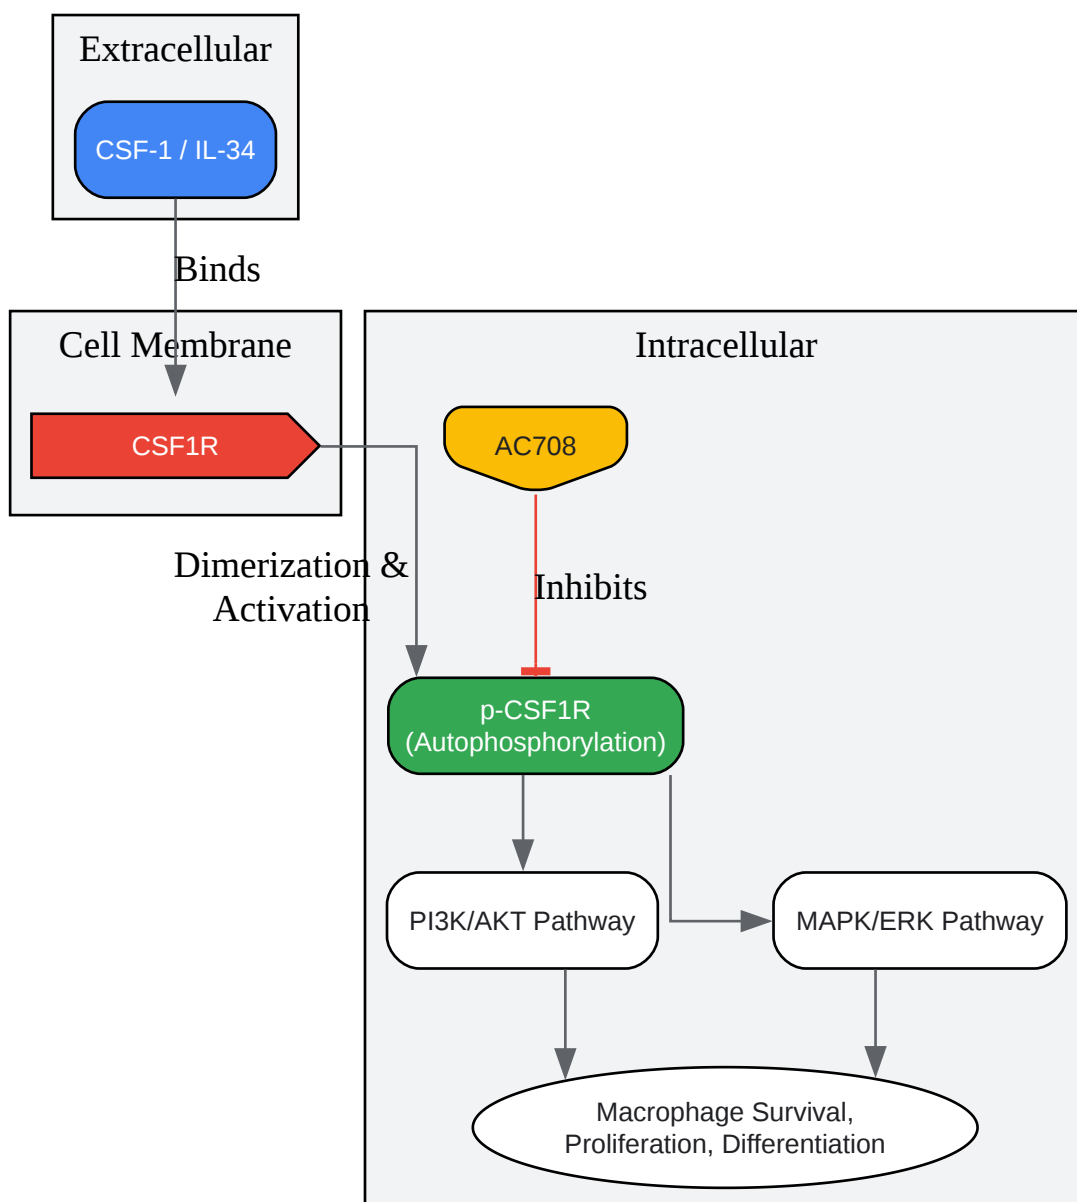 Extracellular
CSF-1 / IL-34
Binds
Cell Membrane
CSF1R
Intracellular
AC708
Dimerization &
Activation
Inhibits
p-CSF1R
(Autophosphorylation)
PI3K/AKT Pathway
MAPK/ERK Pathway
Macrophage Survival,
Proliferation, Differentiation